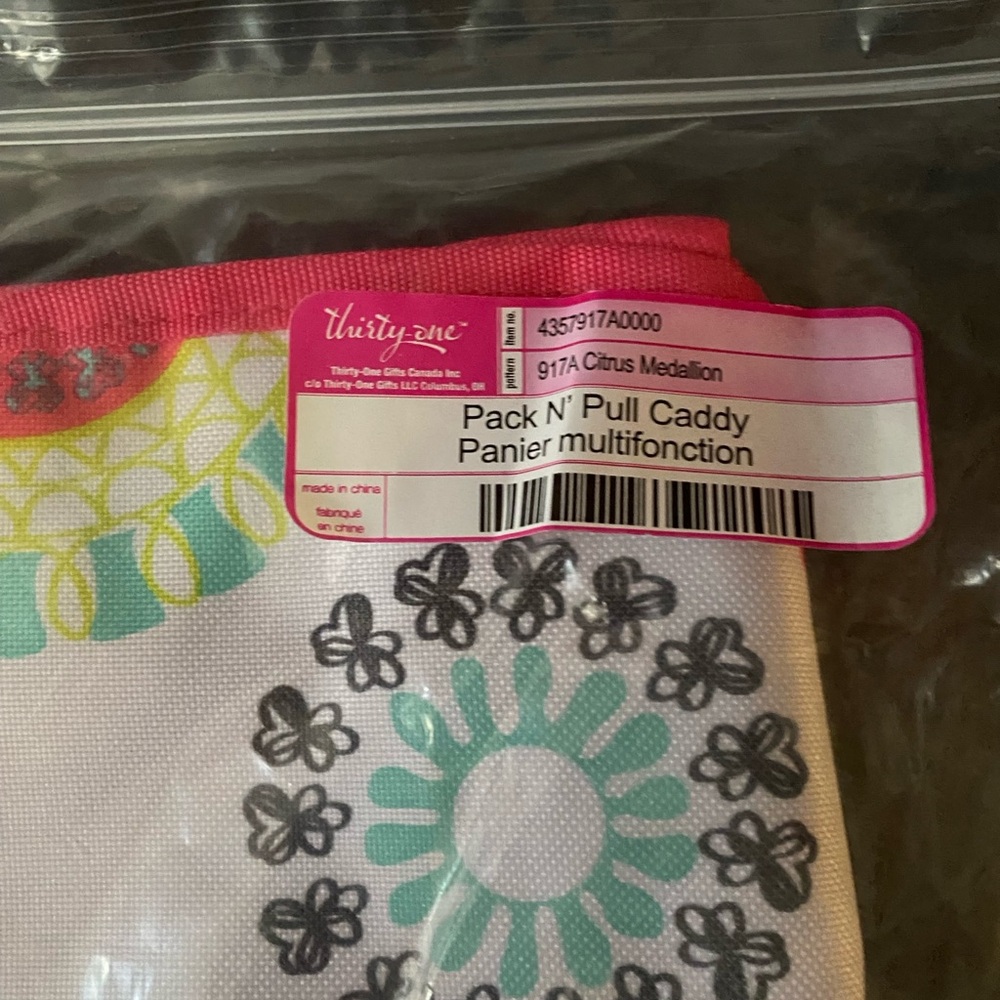 thirty-one™
Thirty-One Gifts Canada Inc
c/o Thirty-One Gifts LLC Columbus, OH
item no.
4357917A0000
pattern
917A Citrus Medallion
Pack N' Pull Caddy
Panier multifonction
made in china
fabriqué
en chine